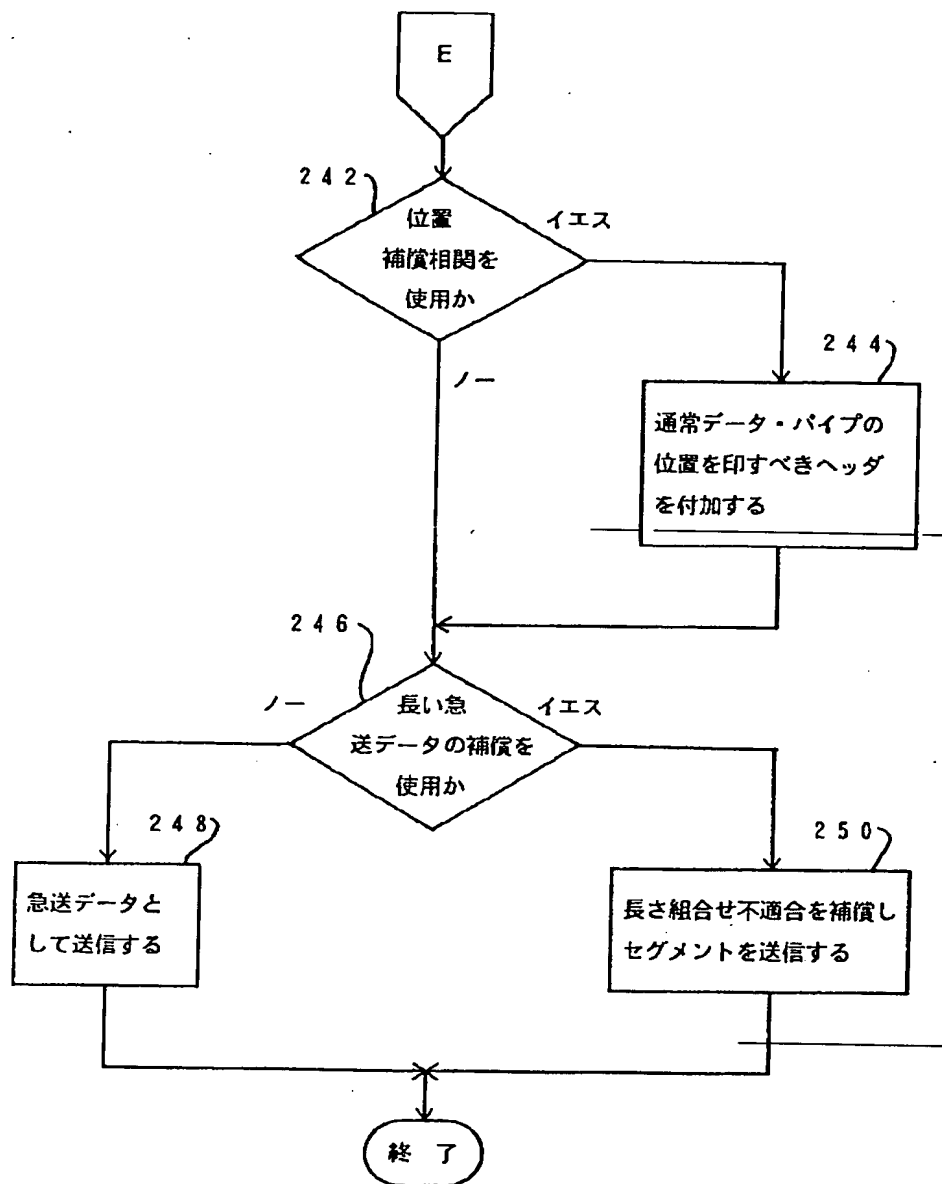 E
２４２
位置
補償相関を
使用か
イエス
ノー
２４４
通常データ・パイプの
位置を印すべきヘッダ
を付加する
２４６
長い急
送データの補償を
使用か
ノー
イエス
２４８
急送データと
して送信する
２５０
長さ組合せ不適合を補償し
セグメントを送信する
終 了